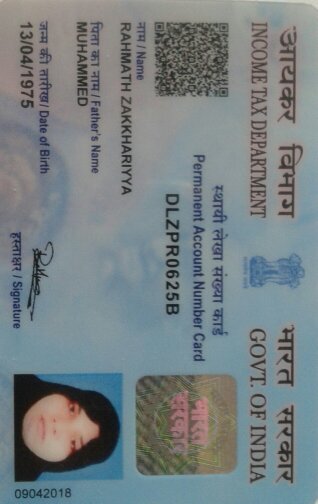 आयकर विभाग
INCOME TAX DEPARTMENT
भारत सरकार
GOVT. OF INDIA
स्थायी लेखा संख्या कार्ड
Permanent Account Number Card
DLZPR0625B
नाम / Name
RAHMATH ZAKKHARIYYA
पिता का नाम / Father's Name
MUHAMMED
जन्म की तारीख / Date of Birth
13/04/1975
हस्ताक्षर / Signature
भारत सरकार
09042018